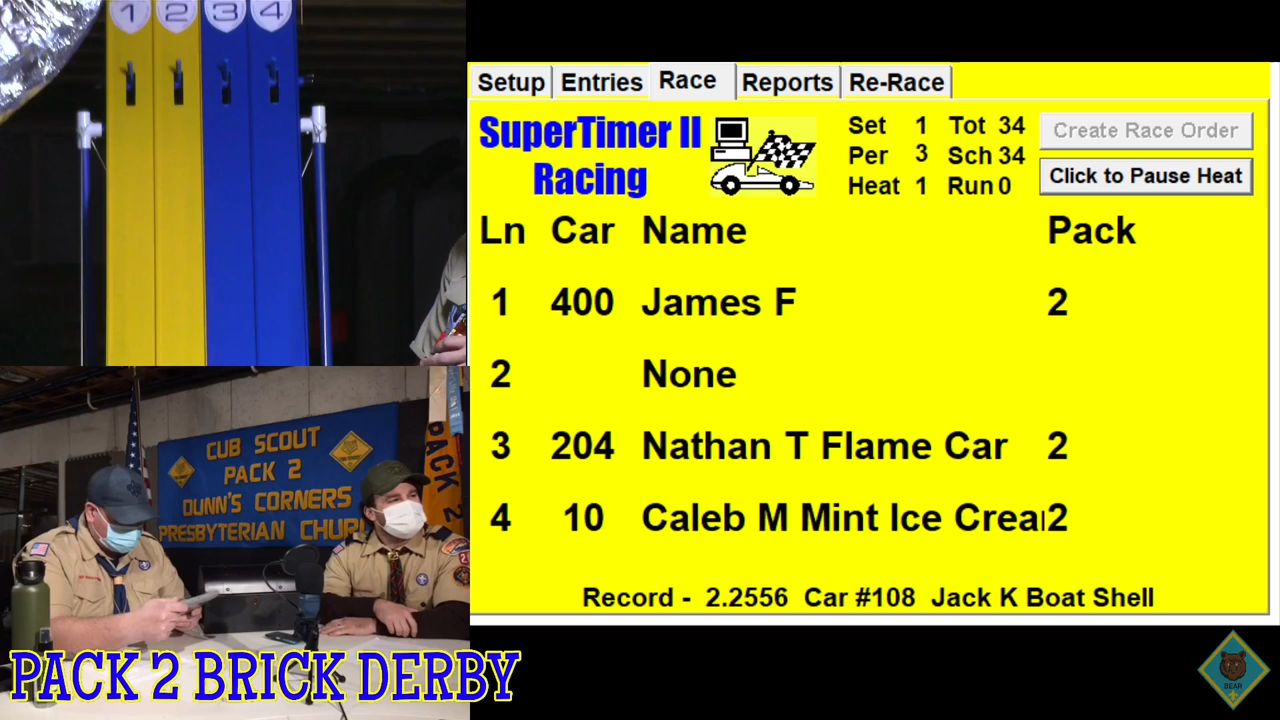 1 2 3 4
Setup Entries Race Reports Re-Race
SuperTimer II
Racing
Set 1 Tot 34
Per 3 Sch 34
Heat 1 Run 0
Create Race Order
Click to Pause Heat
Ln Car Name Pack
1 400 James F 2
2 None
3 204 Nathan T Flame Car 2
4 10 Caleb M Mint Ice Crea 2
Record - 2.2556 Car #108 Jack K Boat Shell
CUB SCOUT
PACK 2
DUNN'S CORNERS
PRESBYTERIAN CHUR
PACK 2
PACK 2 BRICK DERBY
BEAR